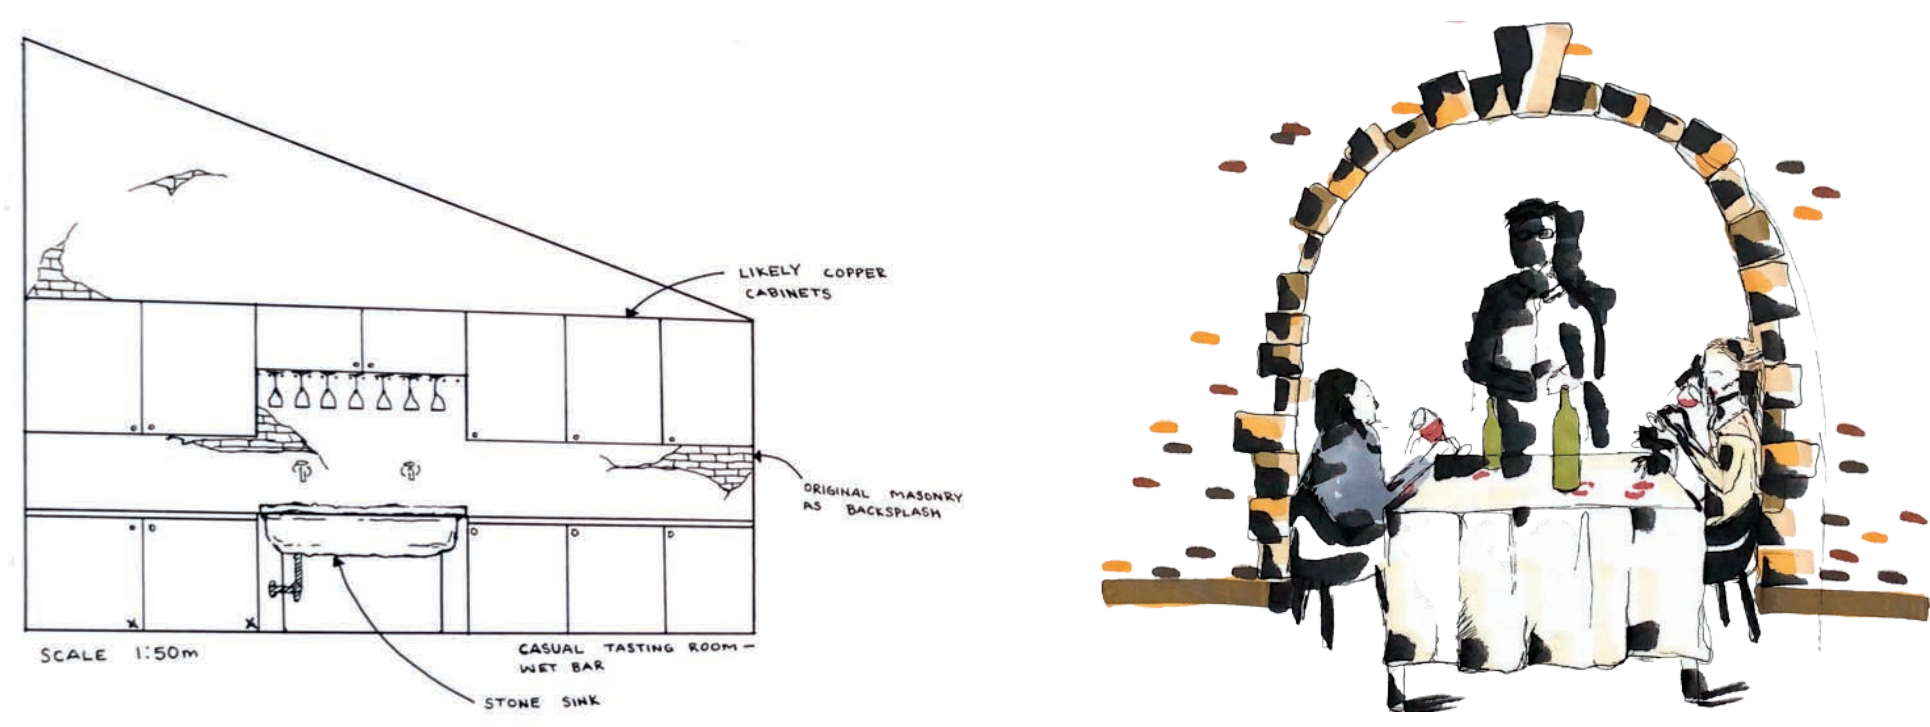 LIKELY COPPER
CABINETS
ORIGINAL MASONRY
AS BACKSPLASH
SCALE 1:50m
CASUAL TASTING ROOM —
WET BAR
STONE SINK